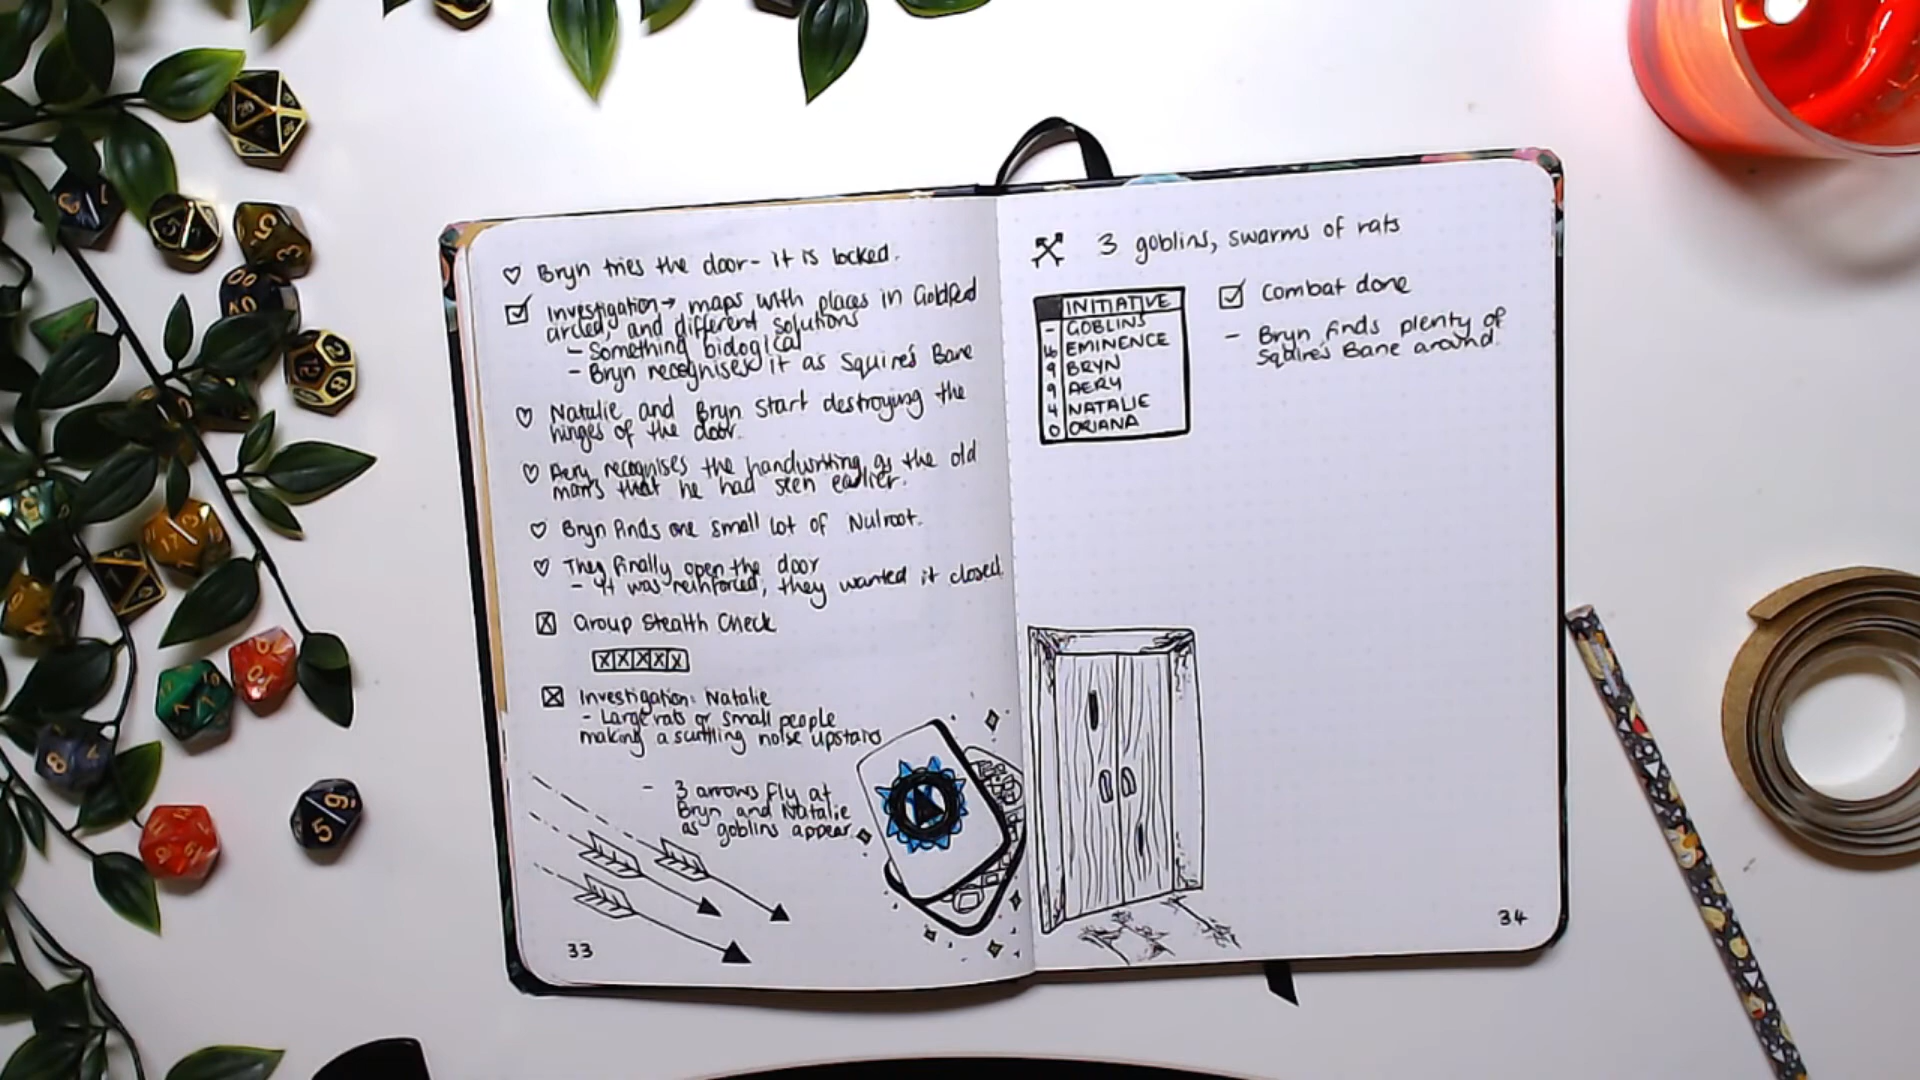 Bryn tries the door - it is locked.
Investigation → maps with places in Goldred
circled, and different solutions
- Something biological
- Bryn recognises it as Squire's Bane
Natalie and Bryn start destroying the
hinges of the door.
Aery recognises the handwriting as the old
man's that he had seen earlier.
Bryn finds one small lot of Nulroot.
They finally open the door
- It was reinforced, they wanted it closed.
Group Stealth Check
X X X X X
Investigation: Natalie
- Large rats or small people
making a scuttling noise upstairs
- 3 arrows fly at
Bryn and Natalie
as goblins appear.
33
3 goblins, swarms of rats
INITIATIVE
- GOBLINS
16 EMINENCE
9 BRYN
9 AERY
4 NATALIE
0 ORIANA
Combat done
- Bryn finds plenty of
Squire's Bane around.
34